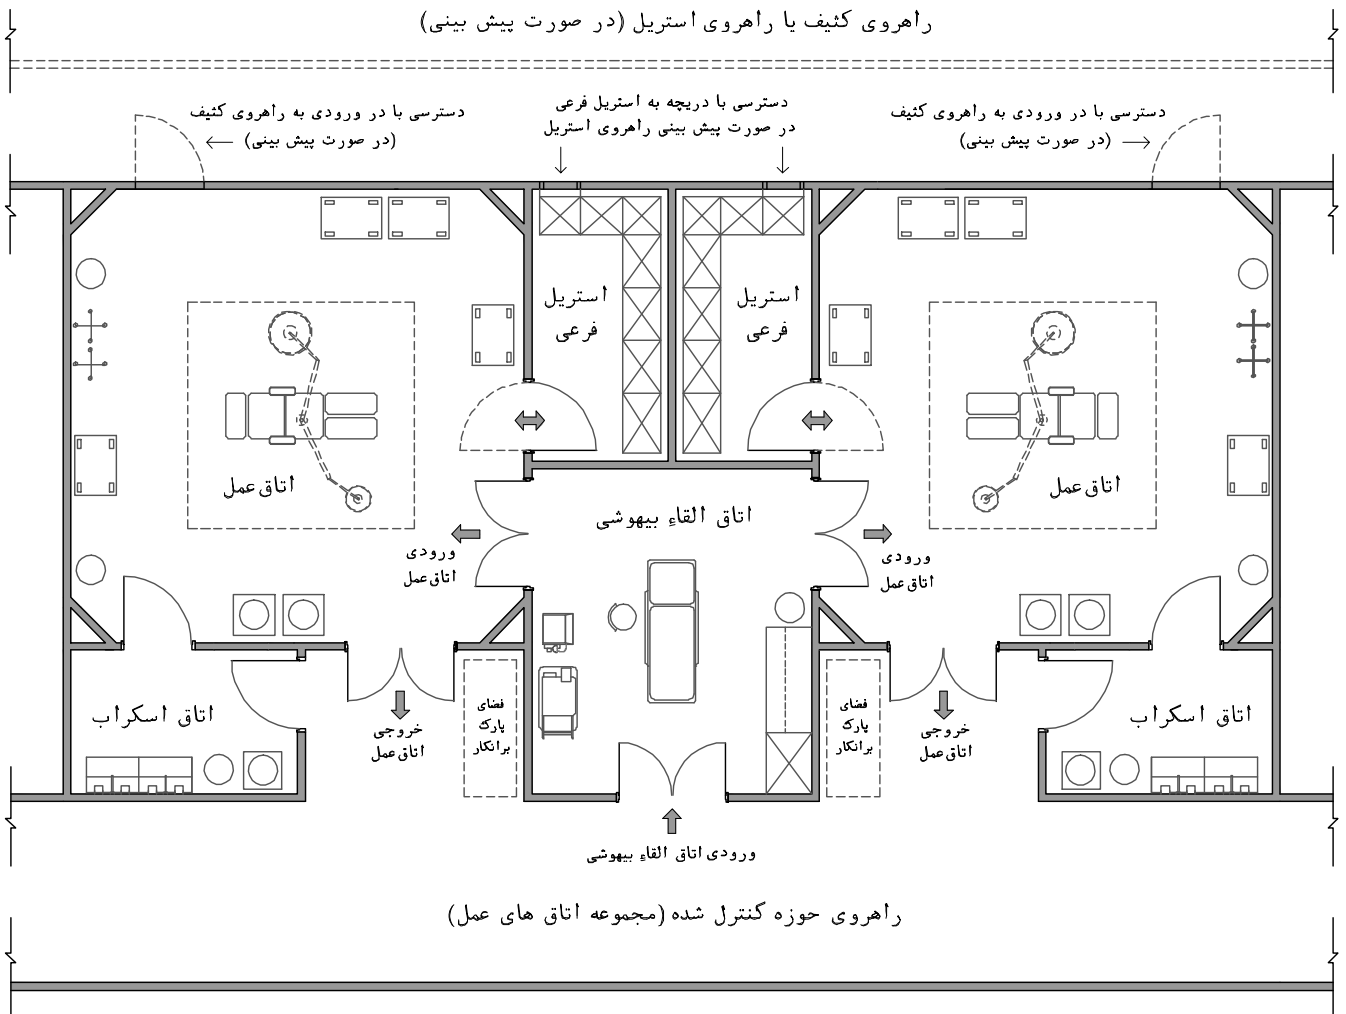 راهروی کثیف یا راهروی استریل (در صورت پیش بینی)
دسترسی با در ورودی به راهروی کثیف
(در صورت پیش بینی)
دسترسی با دریچه به استریل فرعی
در صورت پیش بینی راهروی استریل
دسترسی با در ورودی به راهروی کثیف
(در صورت پیش بینی)
استریل
فرعی
استریل
فرعی
اتاق عمل
اتاق عمل
اتاق القاء بیهوشی
ورودی
اتاق عمل
ورودی
اتاق عمل
اتاق اسکراب
خروجی
اتاق عمل
فضای
پارک
برانکار
فضای
پارک
برانکار
خروجی
اتاق عمل
اتاق اسکراب
ورودی اتاق القاء بیهوشی
راهروی حوزه کنترل شده (مجموعه اتاق های عمل)